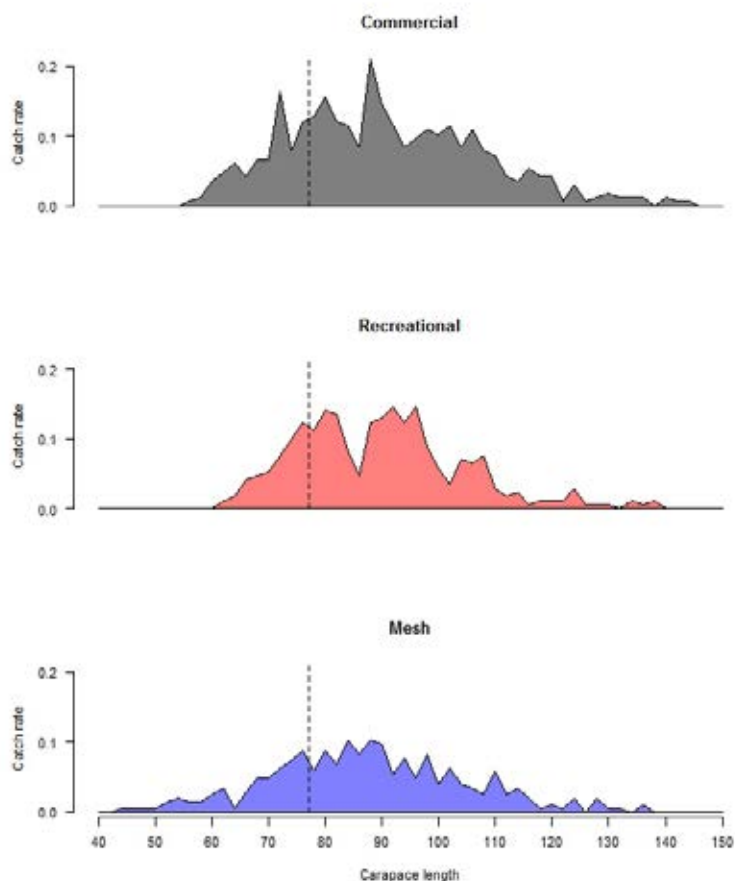 Commercial
0.2
0.1
0.0
Catch rate
Recreational
0.2
0.1
0.0
Catch rate
Mesh
0.2
0.1
0.0
Catch rate
40 50 60 70 80 90 100 110 120 130 140 150
Carapace length